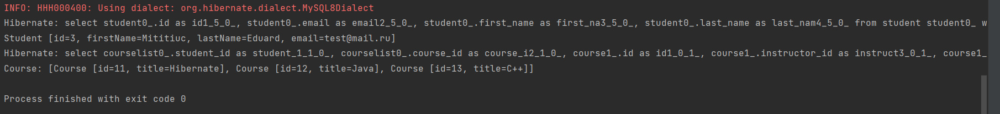 INFO: HHH000400: Using dialect: org.hibernate.dialect.MySQL8Dialect
Hibernate: select student0_.id as id1_5_0_, student0_.email as email2_5_0_, student0_.first_name as first_na3_5_0_, student0_.last_name as last_nam4_5_0_ from student student0_ w
Student [id=3, firstName=Mititiuc, lastName=Eduard, email=test@mail.ru]
Hibernate: select courselist0_.student_id as student_1_1_0_, courselist0_.course_id as course_i2_1_0_, course1_.id as id1_0_1_, course1_.instructor_id as instruct3_0_1_, course1_
Course: [Course [id=11, title=Hibernate], Course [id=12, title=Java], Course [id=13, title=C++]]
Process finished with exit code 0